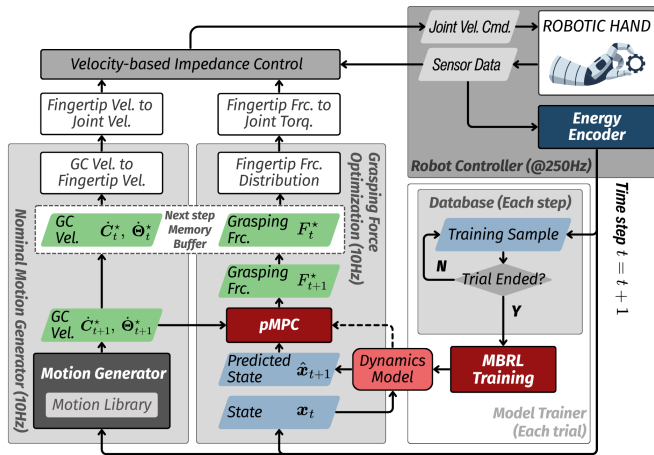 Joint Vel. Cmd.
ROBOTIC HAND
Velocity-based Impedance Control
Sensor Data
Fingertip Vel. to
Joint Vel.
Fingertip Frc. to
Joint Torq.
Energy
Encoder
GC Vel. to
Fingertip Vel.
Fingertip Frc.
Distribution
Robot Controller (@250Hz)
Grasping Force
Optimization (10Hz)
Nominal Motion Generator
(10Hz)
GC
Vel.
Ċ*ₜ, Θ̇*ₜ
Next step
Memory
Buffer
Grasping
Frc.
F*ₜ
Database (Each step)
Training Sample
N
Trial Ended?
Y
Time step t = t + 1
Grasping
Frc.
F*ₜ₊₁
GC
Vel.
Ċ*ₜ₊₁, Θ̇*ₜ₊₁
pMPC
Motion Generator
Motion Library
Predicted
State
x̂ₜ₊₁
Dynamics
Model
MBRL
Training
State
xₜ
Model Trainer
(Each trial)